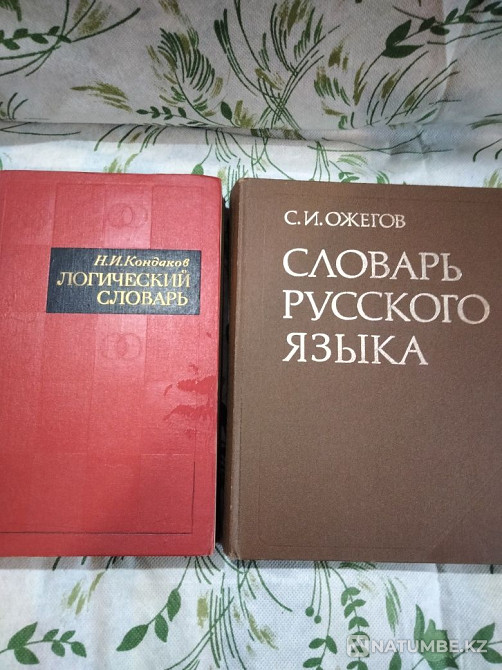 Н.И.Кондаков
ЛОГИЧЕСКИЙ
СЛОВАРЬ
С.И.ОЖЕГОВ
СЛОВАРЬ
РУССКОГО
ЯЗЫКА
NATUMBE.KZ